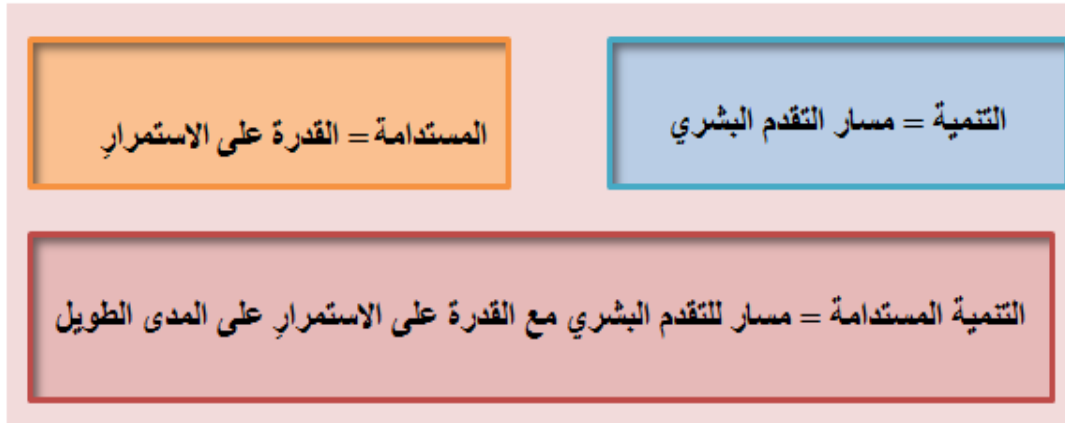 التنمية = مسار التقدم البشري
المستدامة = القدرة على الاستمرارِ
التنمية المستدامة = مسار للتقدم البشري مع القدرة على الاستمرارِ على المدى الطويل